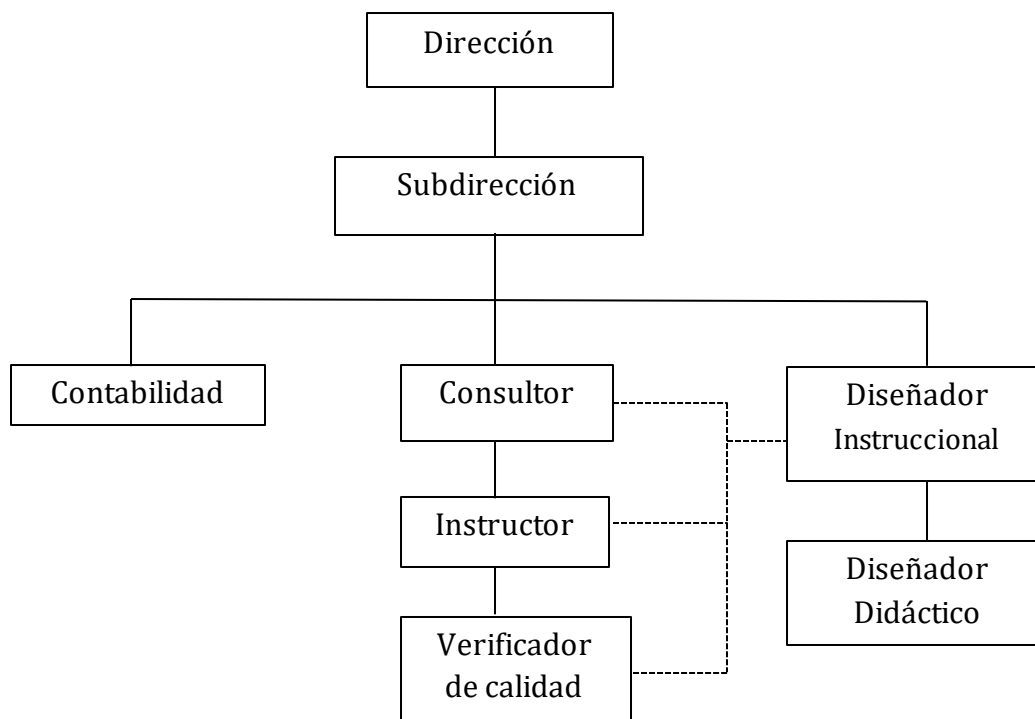 Dirección
Subdirección
Contabilidad
Consultor
Diseñador
Instruccional
Instructor
Diseñador
Didáctico
Verificador
de calidad